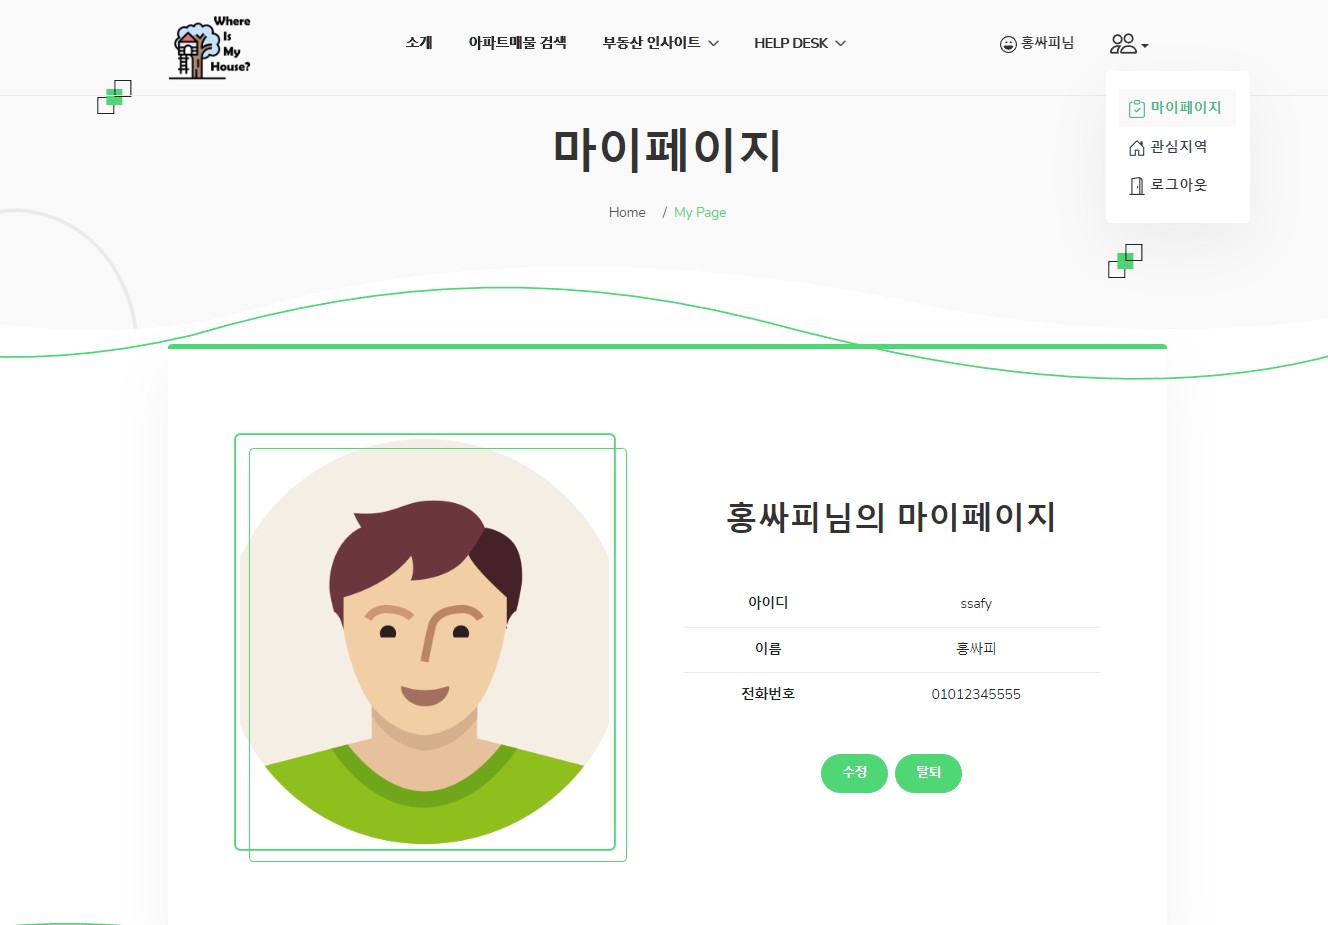 Where
Is
My
House?
소개
아파트매물 검색
부동산 인사이트
HELP DESK
홍싸피님
마이페이지
관심지역
로그아웃
마이페이지
Home / My Page
홍싸피님의 마이페이지
아이디 ssafy
이름 홍싸피
전화번호 01012345555
수정 탈퇴